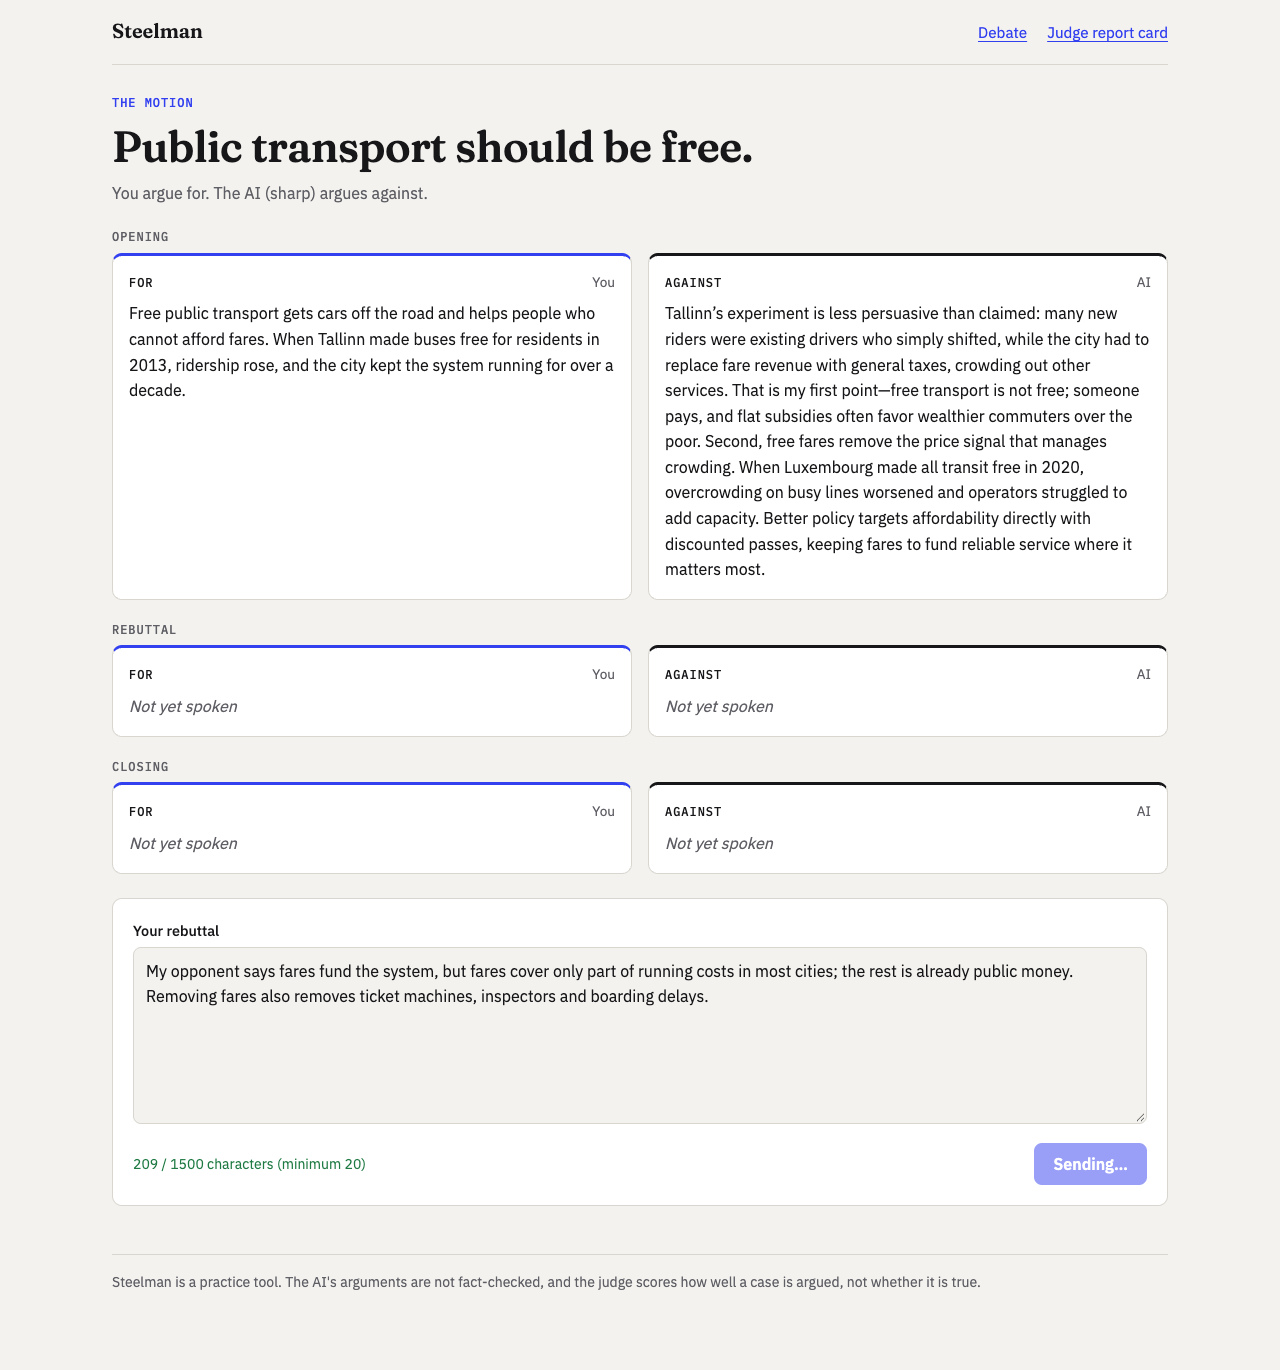 Steelman
Debate
Judge report card
THE MOTION
Public transport should be free.
You argue for. The AI (sharp) argues against.
OPENING
FOR
You
Free public transport gets cars off the road and helps people who
cannot afford fares. When Tallinn made buses free for residents in
2013, ridership rose, and the city kept the system running for over a
decade.
AGAINST
AI
Tallinn’s experiment is less persuasive than claimed: many new
riders were existing drivers who simply shifted, while the city had to
replace fare revenue with general taxes, crowding out other
services. That is my first point—free transport is not free; someone
pays, and flat subsidies often favor wealthier commuters over the
poor. Second, free fares remove the price signal that manages
crowding. When Luxembourg made all transit free in 2020,
overcrowding on busy lines worsened and operators struggled to
add capacity. Better policy targets affordability directly with
discounted passes, keeping fares to fund reliable service where it
matters most.
REBUTTAL
FOR
You
Not yet spoken
AGAINST
AI
Not yet spoken
CLOSING
FOR
You
Not yet spoken
AGAINST
AI
Not yet spoken
Your rebuttal
My opponent says fares fund the system, but fares cover only part of running costs in most cities; the rest is already public money.
Removing fares also removes ticket machines, inspectors and boarding delays.
209 / 1500 characters (minimum 20)
Sending…
Steelman is a practice tool. The AI's arguments are not fact-checked, and the judge scores how well a case is argued, not whether it is true.